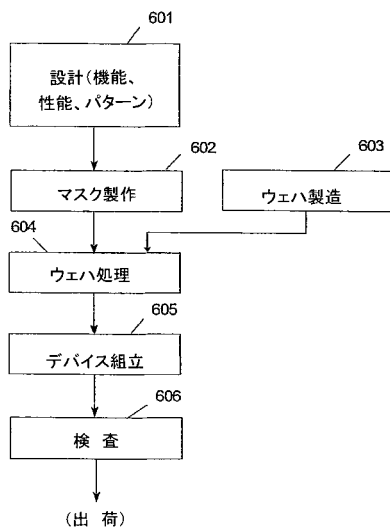 601
設計(機能、
性能、パターン)
602
マスク製作
603
ウェハ製造
604
ウェハ処理
605
デバイス組立
606
検 査
(出 荷)